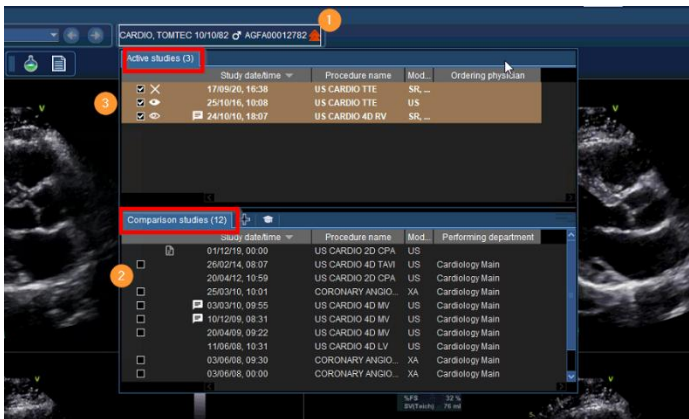 1
CARDIO, TOMTEC 10/10/82 ♂ AGFA00012782
Active studies (3)
Study date/time Procedure name Mod... Ordering physician
3
17/09/20, 16:38 US CARDIO TTE SR, ...
25/10/16, 10:08 US CARDIO TTE US
24/10/10, 18:07 US CARDIO 4D RV SR, ...
Comparison studies (12)
Study date/time Procedure name Mod... Performing department
2
01/12/19, 00:00 US CARDIO 2D CPA US
26/02/14, 08:07 US CARDIO 4D TAVI US Cardiology Main
20/04/12, 10:59 US CARDIO 2D CPA US Cardiology Main
25/03/10, 10:01 CORONARY ANGIO... XA Cardiology Main
03/03/10, 09:55 US CARDIO 4D MV US Cardiology Main
10/12/09, 08:31 US CARDIO 4D MV US Cardiology Main
20/04/09, 09:22 US CARDIO 4D MV US Cardiology Main
11/06/08, 10:31 US CARDIO 4D LV US Cardiology Main
03/06/08, 09:30 CORONARY ANGIO... XA Cardiology Main
03/06/08, 00:00 CORONARY ANGIO... XA Cardiology Main
V
V
V
V
%FS 32 %
SV(Teich) 76 ml